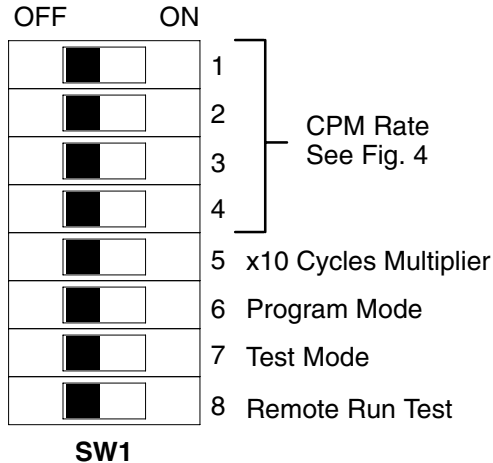 OFF ON
1
2
CPM Rate
3
See Fig. 4
4
5 x10 Cycles Multiplier
6 Program Mode
7 Test Mode
8 Remote Run Test
SW1